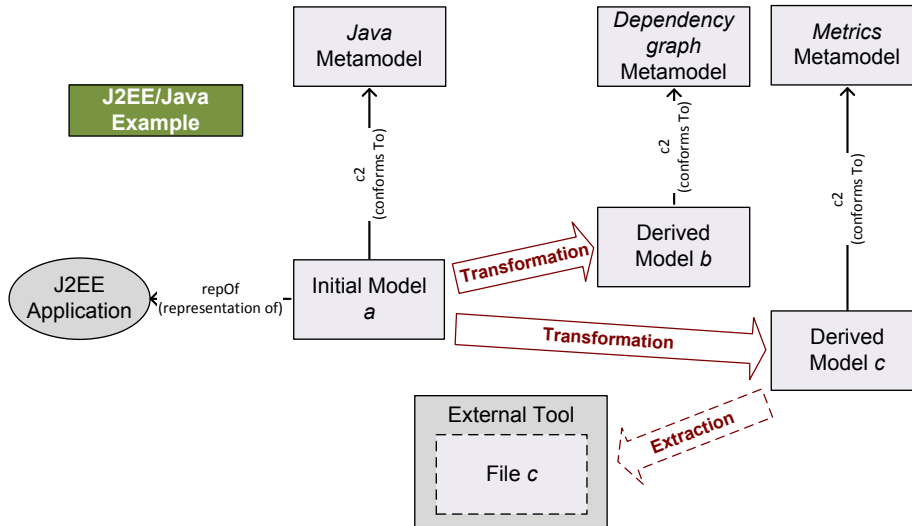 Java
Metamodel
Dependency
graph
Metamodel
Metrics
Metamodel
J2EE/Java
Example
c2
(conforms To)
c2
(conforms To)
c2
(conforms To)
Derived
Model b
Transformation
J2EE
Application
repOf
(representation of)
Initial Model
a
Transformation
Derived
Model c
External Tool
Extraction
File c